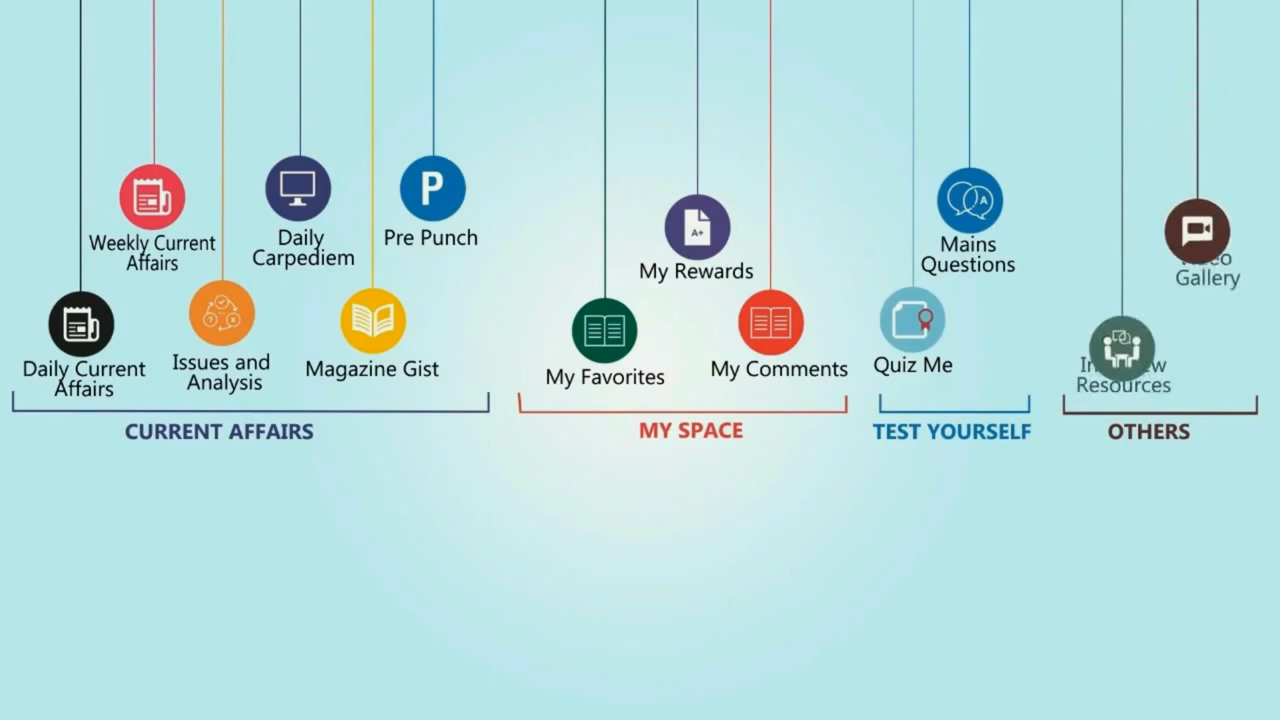 Weekly Current
Affairs
Daily
Carpediem
P
Pre Punch
Daily Current
Affairs
Issues and
Analysis
Magazine Gist
CURRENT AFFAIRS
A+
My Rewards
My Favorites
My Comments
MY SPACE
A
Mains
Questions
Quiz Me
TEST YOURSELF
Gallery
Resources
OTHERS